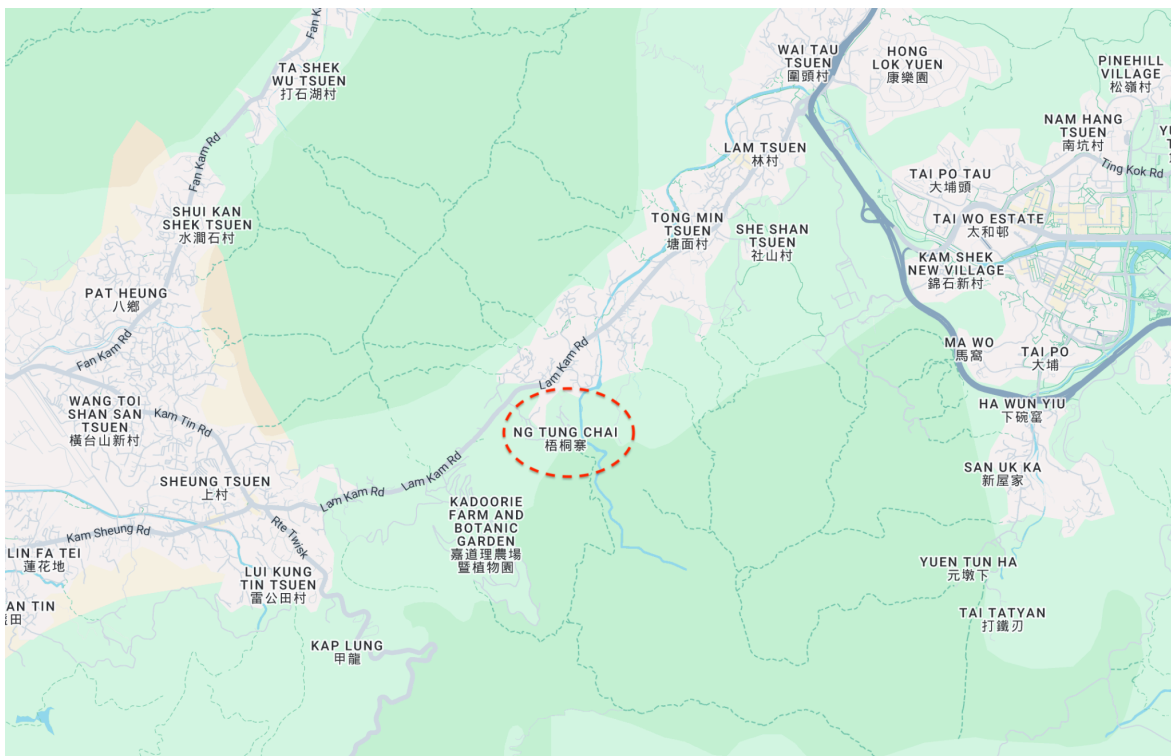 Fan Ka
TA SHEK
WU TSUEN
打石湖村
WAI TAU
TSUEN
圍頭村
HONG
LOK YUEN
康樂園
PINEHILL
VILLAGE
松嶺村
Fan Kam Rd
LAM TSUEN
林村
NAM HANG
TSUEN
南坑村
Ting Kok Rd
TAI PO TAU
大埔頭
SHUI KAN
SHEK TSUEN
水澗石村
TONG MIN
TSUEN
塘面村
SHE SHAN
TSUEN
社山村
TAI WO ESTATE
太和邨
KAM SHEK
NEW VILLAGE
錦石新村
PAT HEUNG
八鄉
Fan Kam Rd
Lam Kam Rd
MA WO
馬窩
TAI PO
大埔
WANG TOI
SHAN SAN
TSUEN
橫台山新村
Kam Tin Rd
NG TUNG CHAI
梧桐寨
HA WUN YIU
下碗窰
SHEUNG TSUEN
上村
Lam Kam Rd
Lam Kam Rd
SAN UK KA
新屋家
KADOORIE
FARM AND
BOTANIC
GARDEN
嘉道理農場
暨植物園
Kam Sheung Rd
Rte Twisk
LIN FA TEI
蓮花地
LUI KUNG
TIN TSUEN
雷公田村
YUEN TUN HA
元墩下
AN TIN
田
TAI TATYAN
打鐵刃
KAP LUNG
甲龍